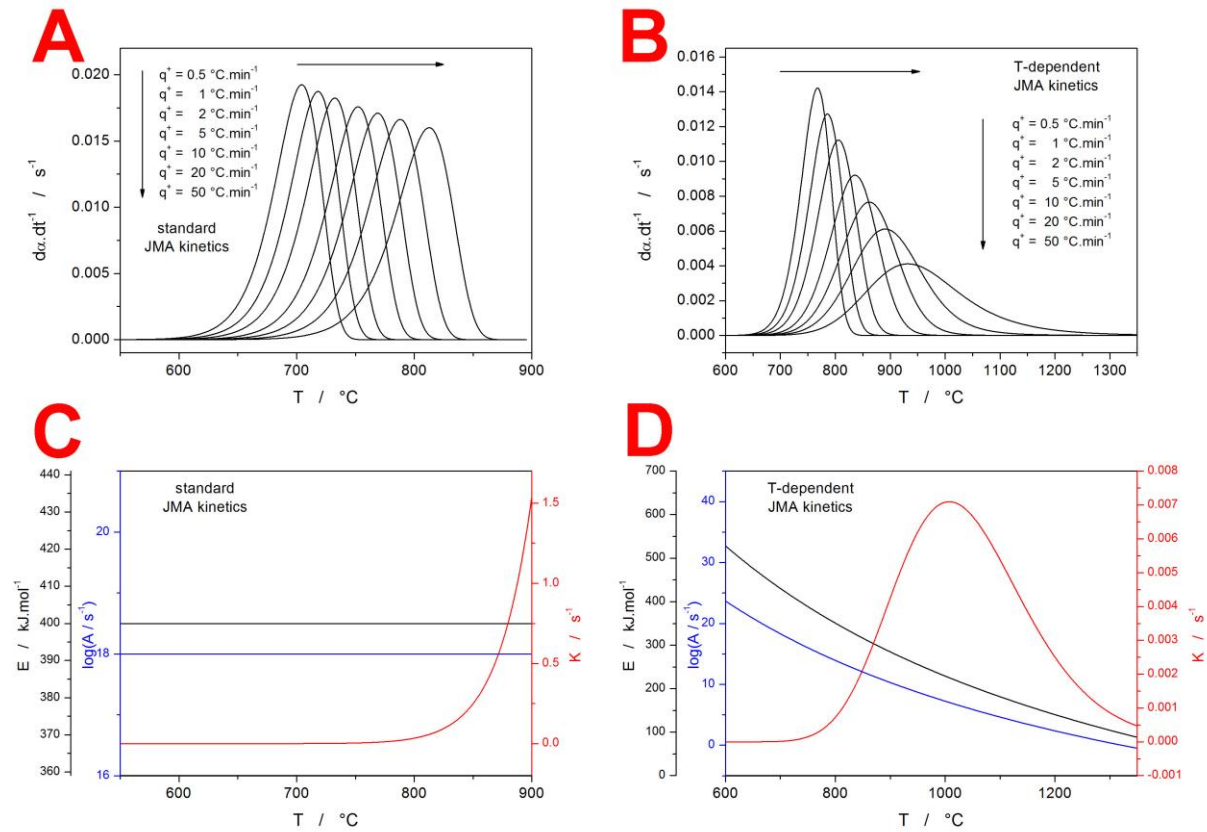 A
0.020
0.015
0.010
0.005
0.000
dα.dt⁻¹ / s⁻¹
q⁺ = 0.5 °C.min⁻¹
q⁺ = 1 °C.min⁻¹
q⁺ = 2 °C.min⁻¹
q⁺ = 5 °C.min⁻¹
q⁺ = 10 °C.min⁻¹
q⁺ = 20 °C.min⁻¹
q⁺ = 50 °C.min⁻¹
standard
JMA kinetics
600 700 800 900
T / °C
B
0.016
0.014
0.012
0.010
0.008
0.006
0.004
0.002
0.000
dα.dt⁻¹ / s⁻¹
T-dependent
JMA kinetics
q⁺ = 0.5 °C.min⁻¹
q⁺ = 1 °C.min⁻¹
q⁺ = 2 °C.min⁻¹
q⁺ = 5 °C.min⁻¹
q⁺ = 10 °C.min⁻¹
q⁺ = 20 °C.min⁻¹
q⁺ = 50 °C.min⁻¹
600 700 800 900 1000 1100 1200 1300
T / °C
C
440
430
420
410
400
390
380
370
360
E / kJ.mol⁻¹
20
18
16
log(A / s⁻¹)
standard
JMA kinetics
1.5
1.0
0.5
0.0
K / s⁻¹
600 700 800 900
T / °C
D
700
600
500
400
300
200
100
0
E / kJ.mol⁻¹
40
30
20
10
0
log(A / s⁻¹)
T-dependent
JMA kinetics
0.008
0.007
0.006
0.005
0.004
0.003
0.002
0.001
0.000
-0.001
K / s⁻¹
600 800 1000 1200
T / °C